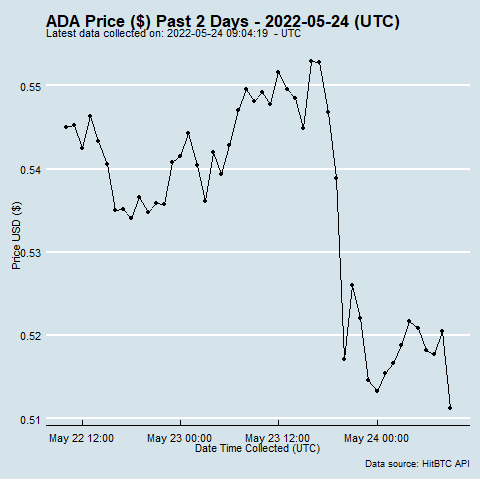 ADA Price ($) Past 2 Days - 2022-05-24 (UTC)
Latest data collected on: 2022-05-24 09:04:19 - UTC
0.55
0.54
0.53
0.52
0.51
Price USD ($)
May 22 12:00 May 23 00:00 May 23 12:00 May 24 00:00
Date Time Collected (UTC)
Data source: HitBTC API